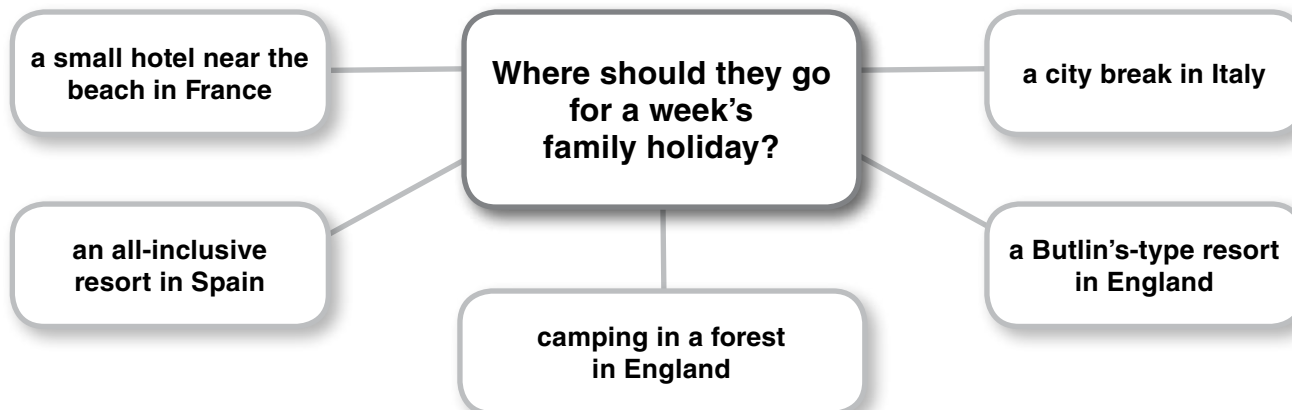 a small hotel near the
beach in France
Where should they go
for a week’s
family holiday?
a city break in Italy
an all-inclusive
resort in Spain
a Butlin’s-type resort
in England
camping in a forest
in England